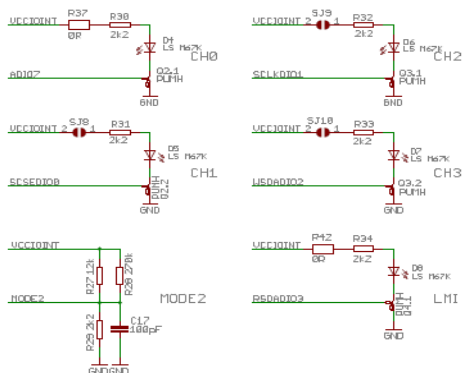 R37
R30
VCCIOINT
0R
2k2
D4
LS M67K
CH0
ADIO7
Q2.1
PUMH
GND
SJ9
R32
VCCIOINT
2
1
2k2
D6
LS M67K
CH2
SCLKDIO1
Q3.1
PUMH
GND
SJ8
R31
VCCIOINT
2
1
2k2
D5
LS M67K
CH1
SCSEDIO0
PUMH
Q2.2
GND
SJ10
R33
VCCIOINT
2
1
2k2
D7
LS M67K
CH3
WSDADIO2
Q3.2
PUMH
GND
VCCIOINT
R27
12k
R28
270k
MODE2
MODE2
R29
2k2
C17
100pF
GND
GND
R42
R34
VCCIOINT
0R
2k2
D8
LS M67K
LMI
RSDADIO3
PUMH
Q4.1
GND